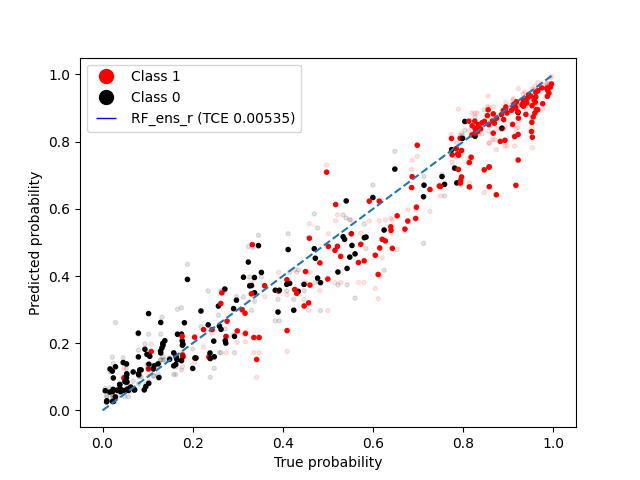 Class 1
Class 0
RF_ens_r (TCE 0.00535)
1.0
0.8
0.6
0.4
0.2
0.0
Predicted probability
0.0 0.2 0.4 0.6 0.8 1.0
True probability